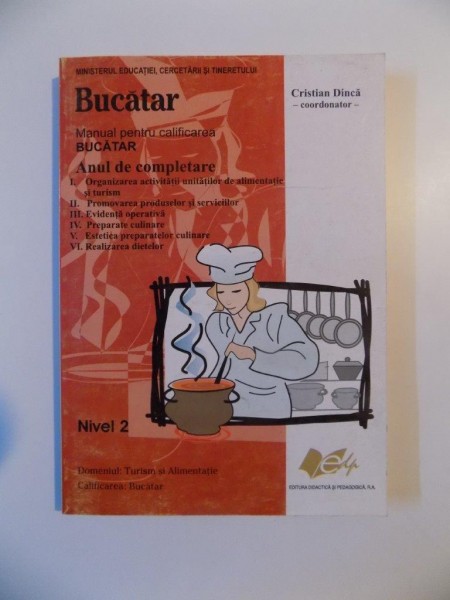 MINISTERUL EDUCAȚIEI, CERCETĂRII ȘI TINERETULUI
Bucătar
Cristian Dincă
– coordonator –
Manual pentru calificarea
BUCĂTAR
Anul de completare
I. Organizarea activității unităților de alimentație
și turism
II. Promovarea produselor și serviciilor
III. Evidență operativă
IV. Preparate culinare
V. Estetica preparatelor culinare
VI. Realizarea dietelor
Nivel 2
Domeniul: Turism și Alimentație
Calificarea: Bucătar
edp
EDITURA DIDACTICĂ ȘI PEDAGOGICĂ, R.A.